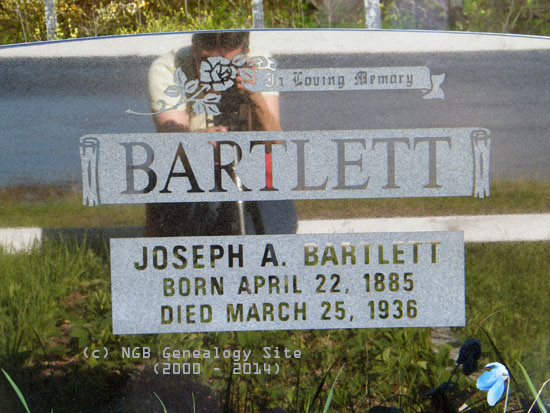 In Loving Memory
BARTLETT
JOSEPH A. BARTLETT
BORN APRIL 22, 1885
DIED MARCH 25, 1936
(c) NGB Genealogy Site
(2000 - 2014)